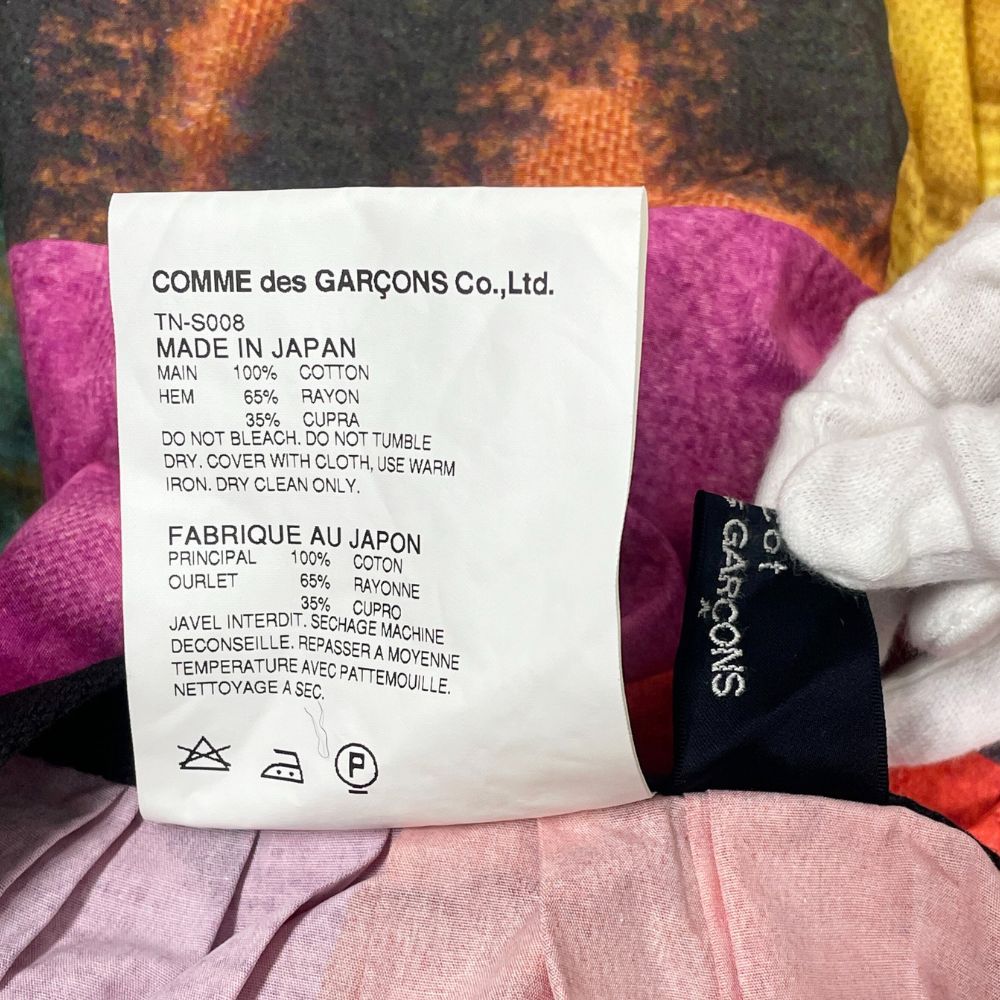 COMME des GARÇONS Co.,Ltd.
TN-S008
MADE IN JAPAN
MAIN 100% COTTON
HEM 65% RAYON
35% CUPRA
DO NOT BLEACH. DO NOT TUMBLE
DRY. COVER WITH CLOTH, USE WARM
IRON. DRY CLEAN ONLY.
FABRIQUE AU JAPON
PRINCIPAL 100% COTON
OURLET 65% RAYONNE
35% CUPRO
JAVEL INTERDIT. SECHAGE MACHINE
DECONSEILLE. REPASSER A MOYENNE
TEMPERATURE AVEC PATTEMOUILLE.
NETTOYAGE A SEC.
P
GARÇONS